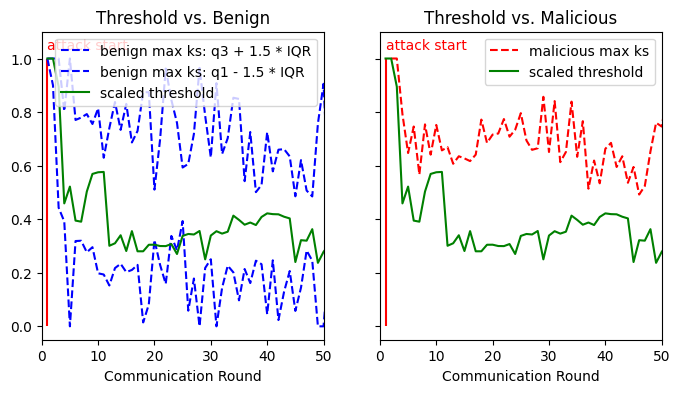 Threshold vs. Benign
attack start
benign max ks: q3 + 1.5 * IQR
benign max ks: q1 - 1.5 * IQR
scaled threshold
1.0
0.8
0.6
0.4
0.2
0.0
0 10 20 30 40 50
Communication Round
Threshold vs. Malicious
attack start
malicious max ks
scaled threshold
0 10 20 30 40 50
Communication Round